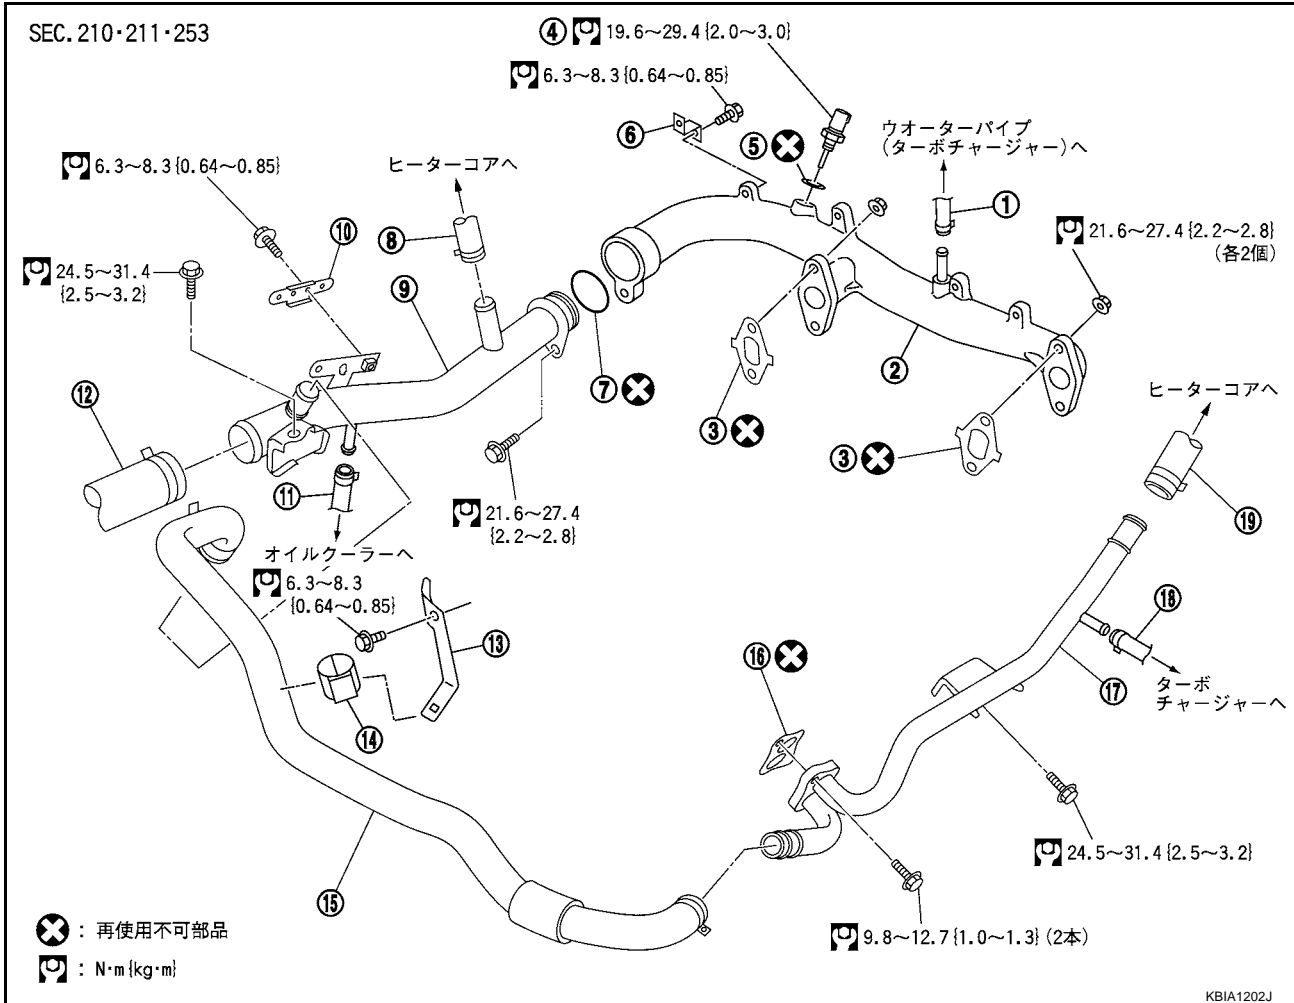 SEC. 210・211・253
④ 19.6～29.4 {2.0～3.0}
6.3～8.3 {0.64～0.85}
⑥
⑤
ウオーターパイプ
(ターボチャージャー)へ
6.3～8.3 {0.64～0.85}
ヒーターコアへ
①
21.6～27.4 {2.2～2.8}
(各2個)
⑩
⑧
24.5～31.4
{2.5～3.2}
⑨
②
⑦
⑫
ヒーターコアへ
③
③
⑪
21.6～27.4
{2.2～2.8}
⑲
オイルクーラーへ
6.3～8.3
{0.64～0.85}
⑱
⑬
⑯
⑰
ターボ
チャージャーへ
⑭
24.5～31.4 {2.5～3.2}
⑮
: 再使用不可部品
9.8～12.7 {1.0～1.3} (2本)
: N・m {kg・m}
KBIA1202J